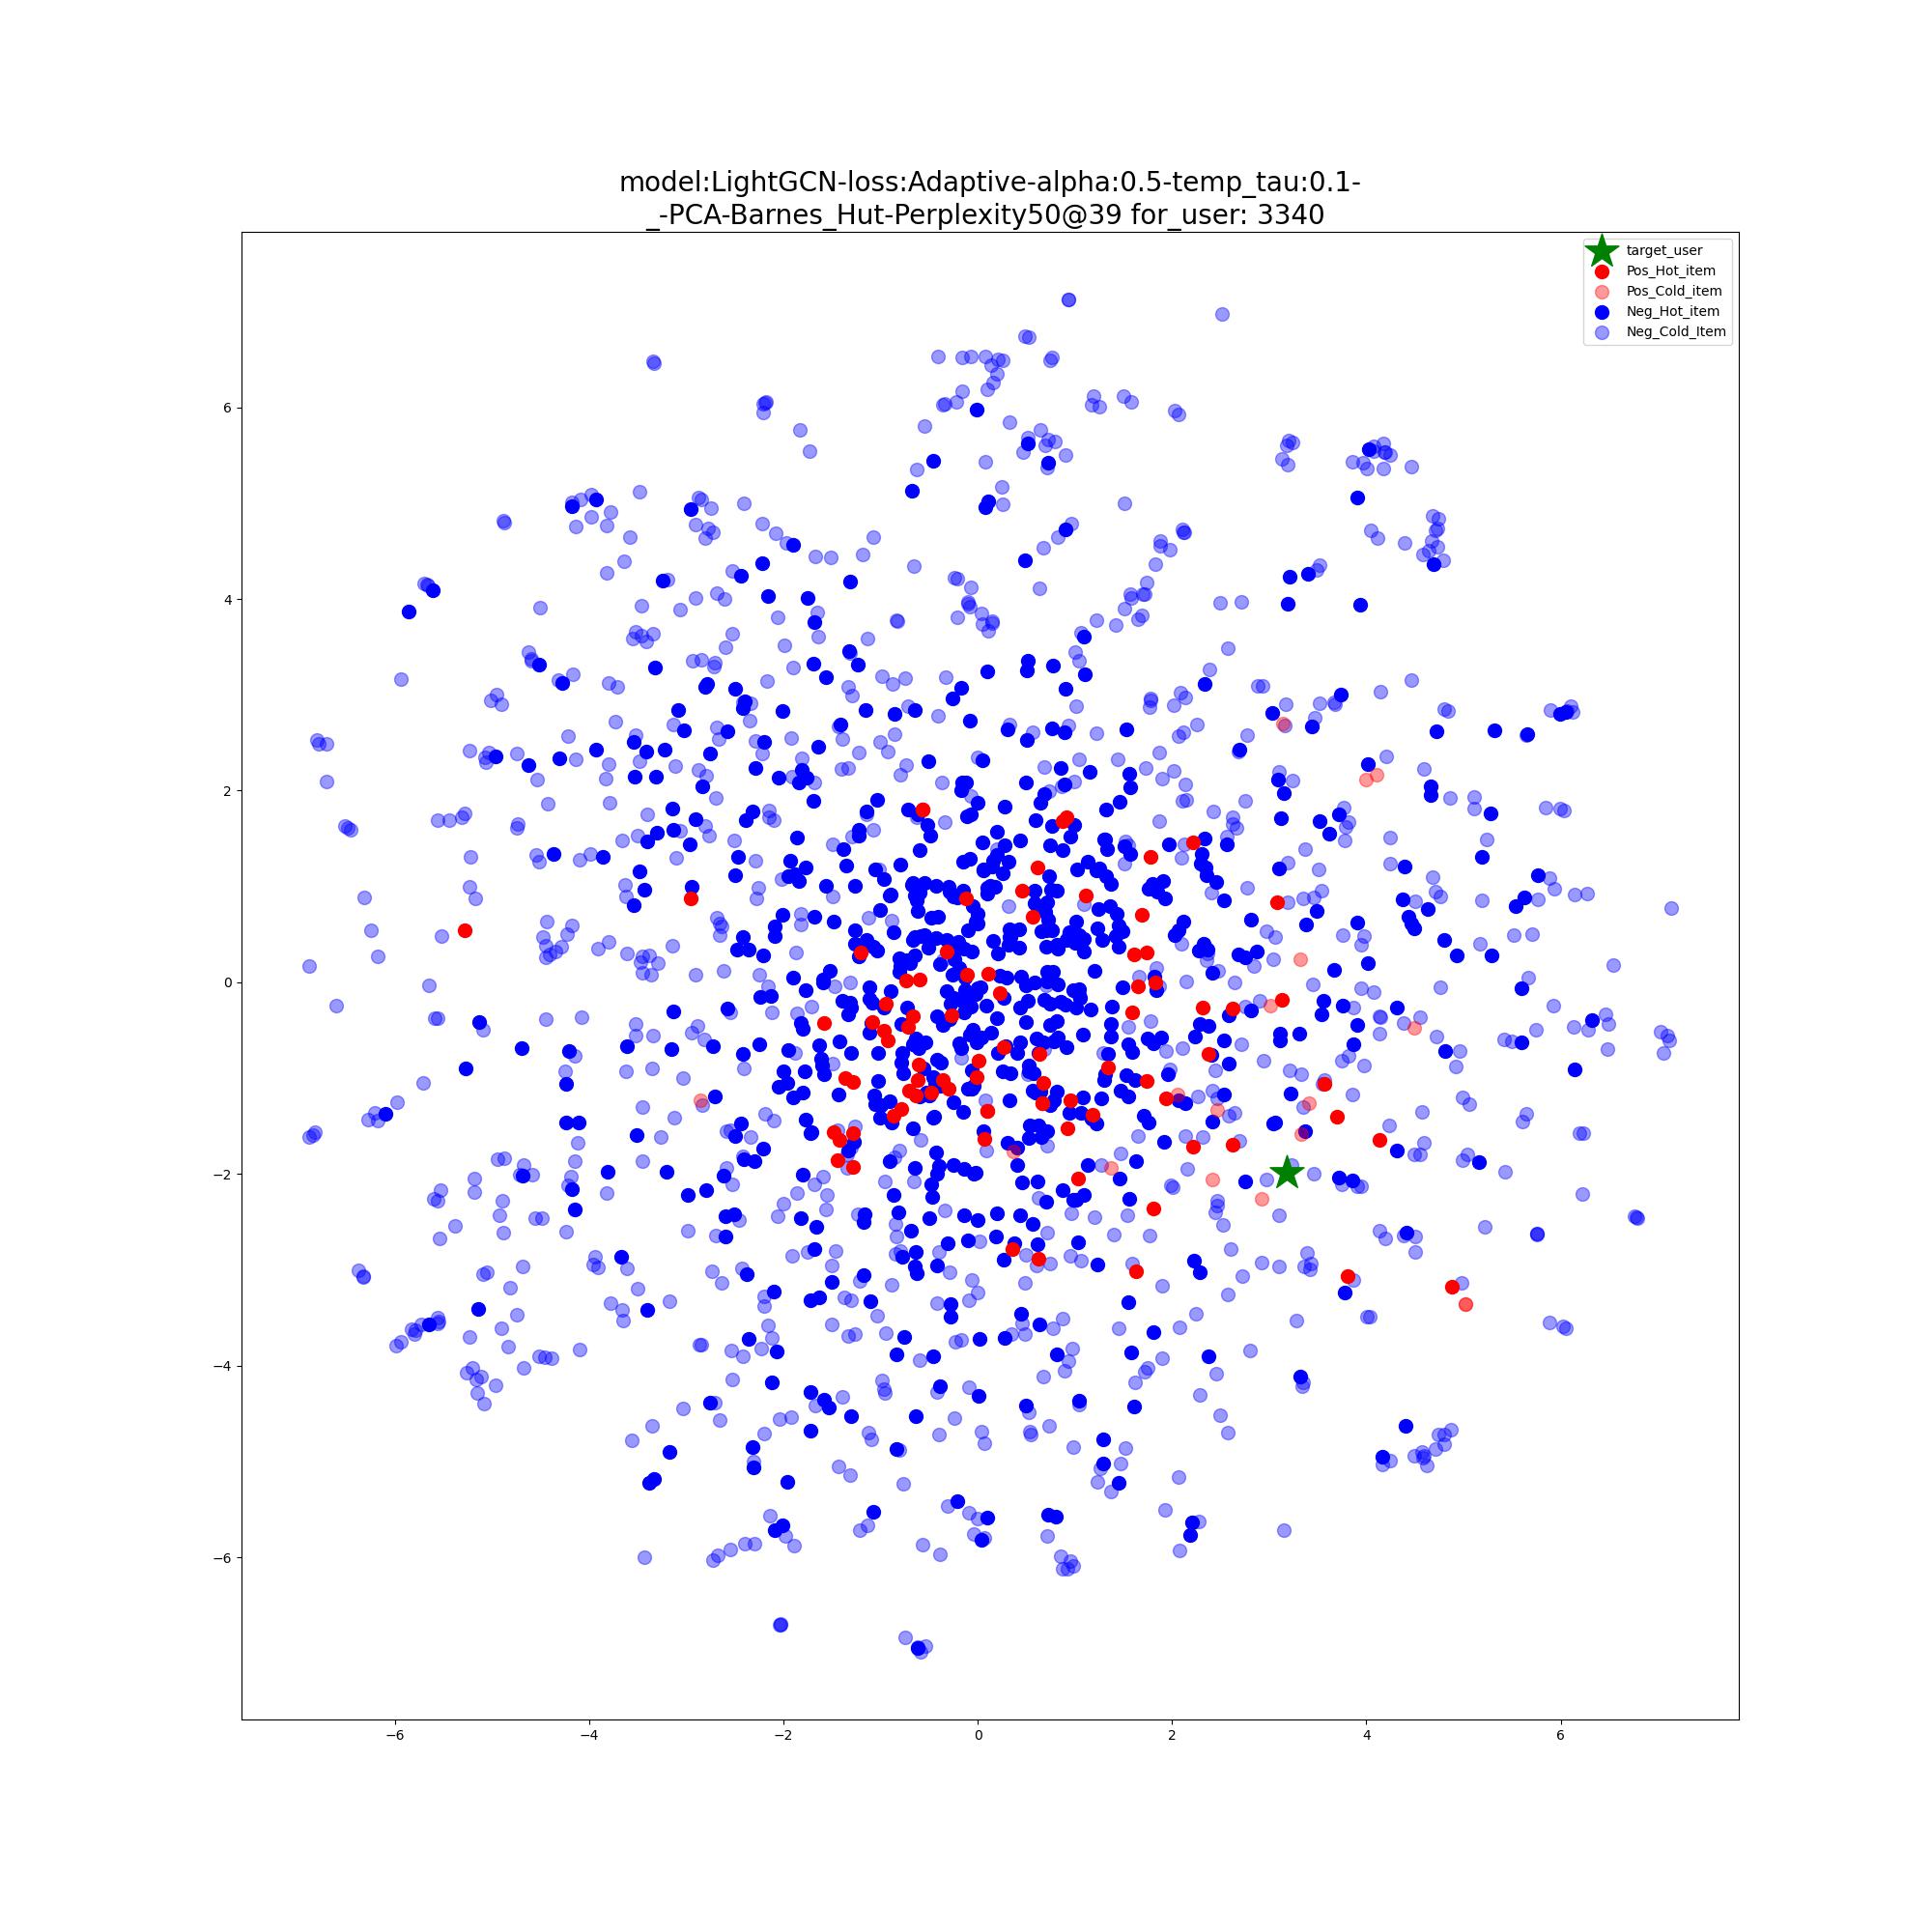 model:LightGCN-loss:Adaptive-alpha:0.5-temp_tau:0.1-
_-PCA-Barnes_Hut-Perplexity50@39 for_user: 3340
target_user
Pos_Hot_item
Pos_Cold_item
Neg_Hot_item
Neg_Cold_Item
6
4
2
0
−2
−4
−6
−6 −4 −2 0 2 4 6